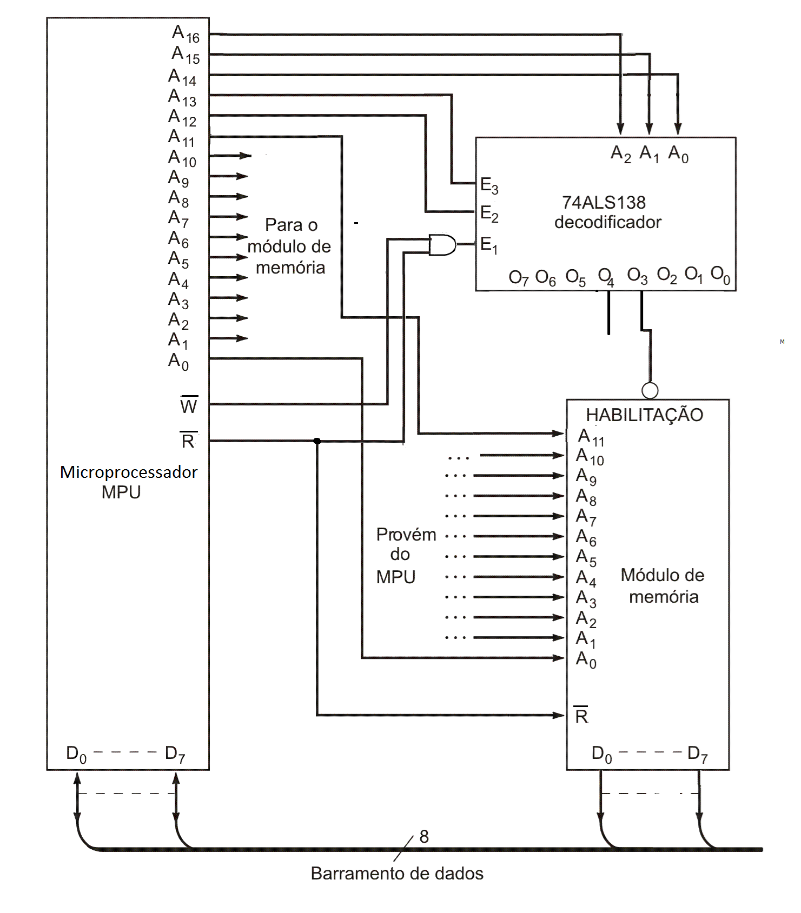 A16
A15
A14
A13
A12
A11
A10
A9
A8
A7
A6
A5
A4
A3
A2
A1
A0
W
R
Microprocessador
MPU
D0
D7
Para o
módulo de
memória
A2 A1 A0
E3
E2
E1
74ALS138
decodificador
O7 O6 O5 O4 O3 O2 O1 O0
M
HABILITAÇÃO
A11
A10
A9
A8
A7
A6
A5
A4
A3
A2
A1
A0
R
Provém
do
MPU
Módulo de
memória
D0
D7
8
Barramento de dados